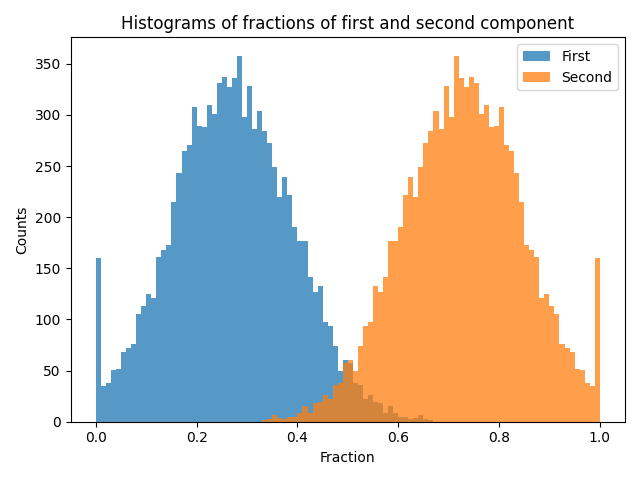 Histograms of fractions of first and second component
First
Second
350
300
250
200
150
100
50
0
Counts
0.0 0.2 0.4 0.6 0.8 1.0
Fraction